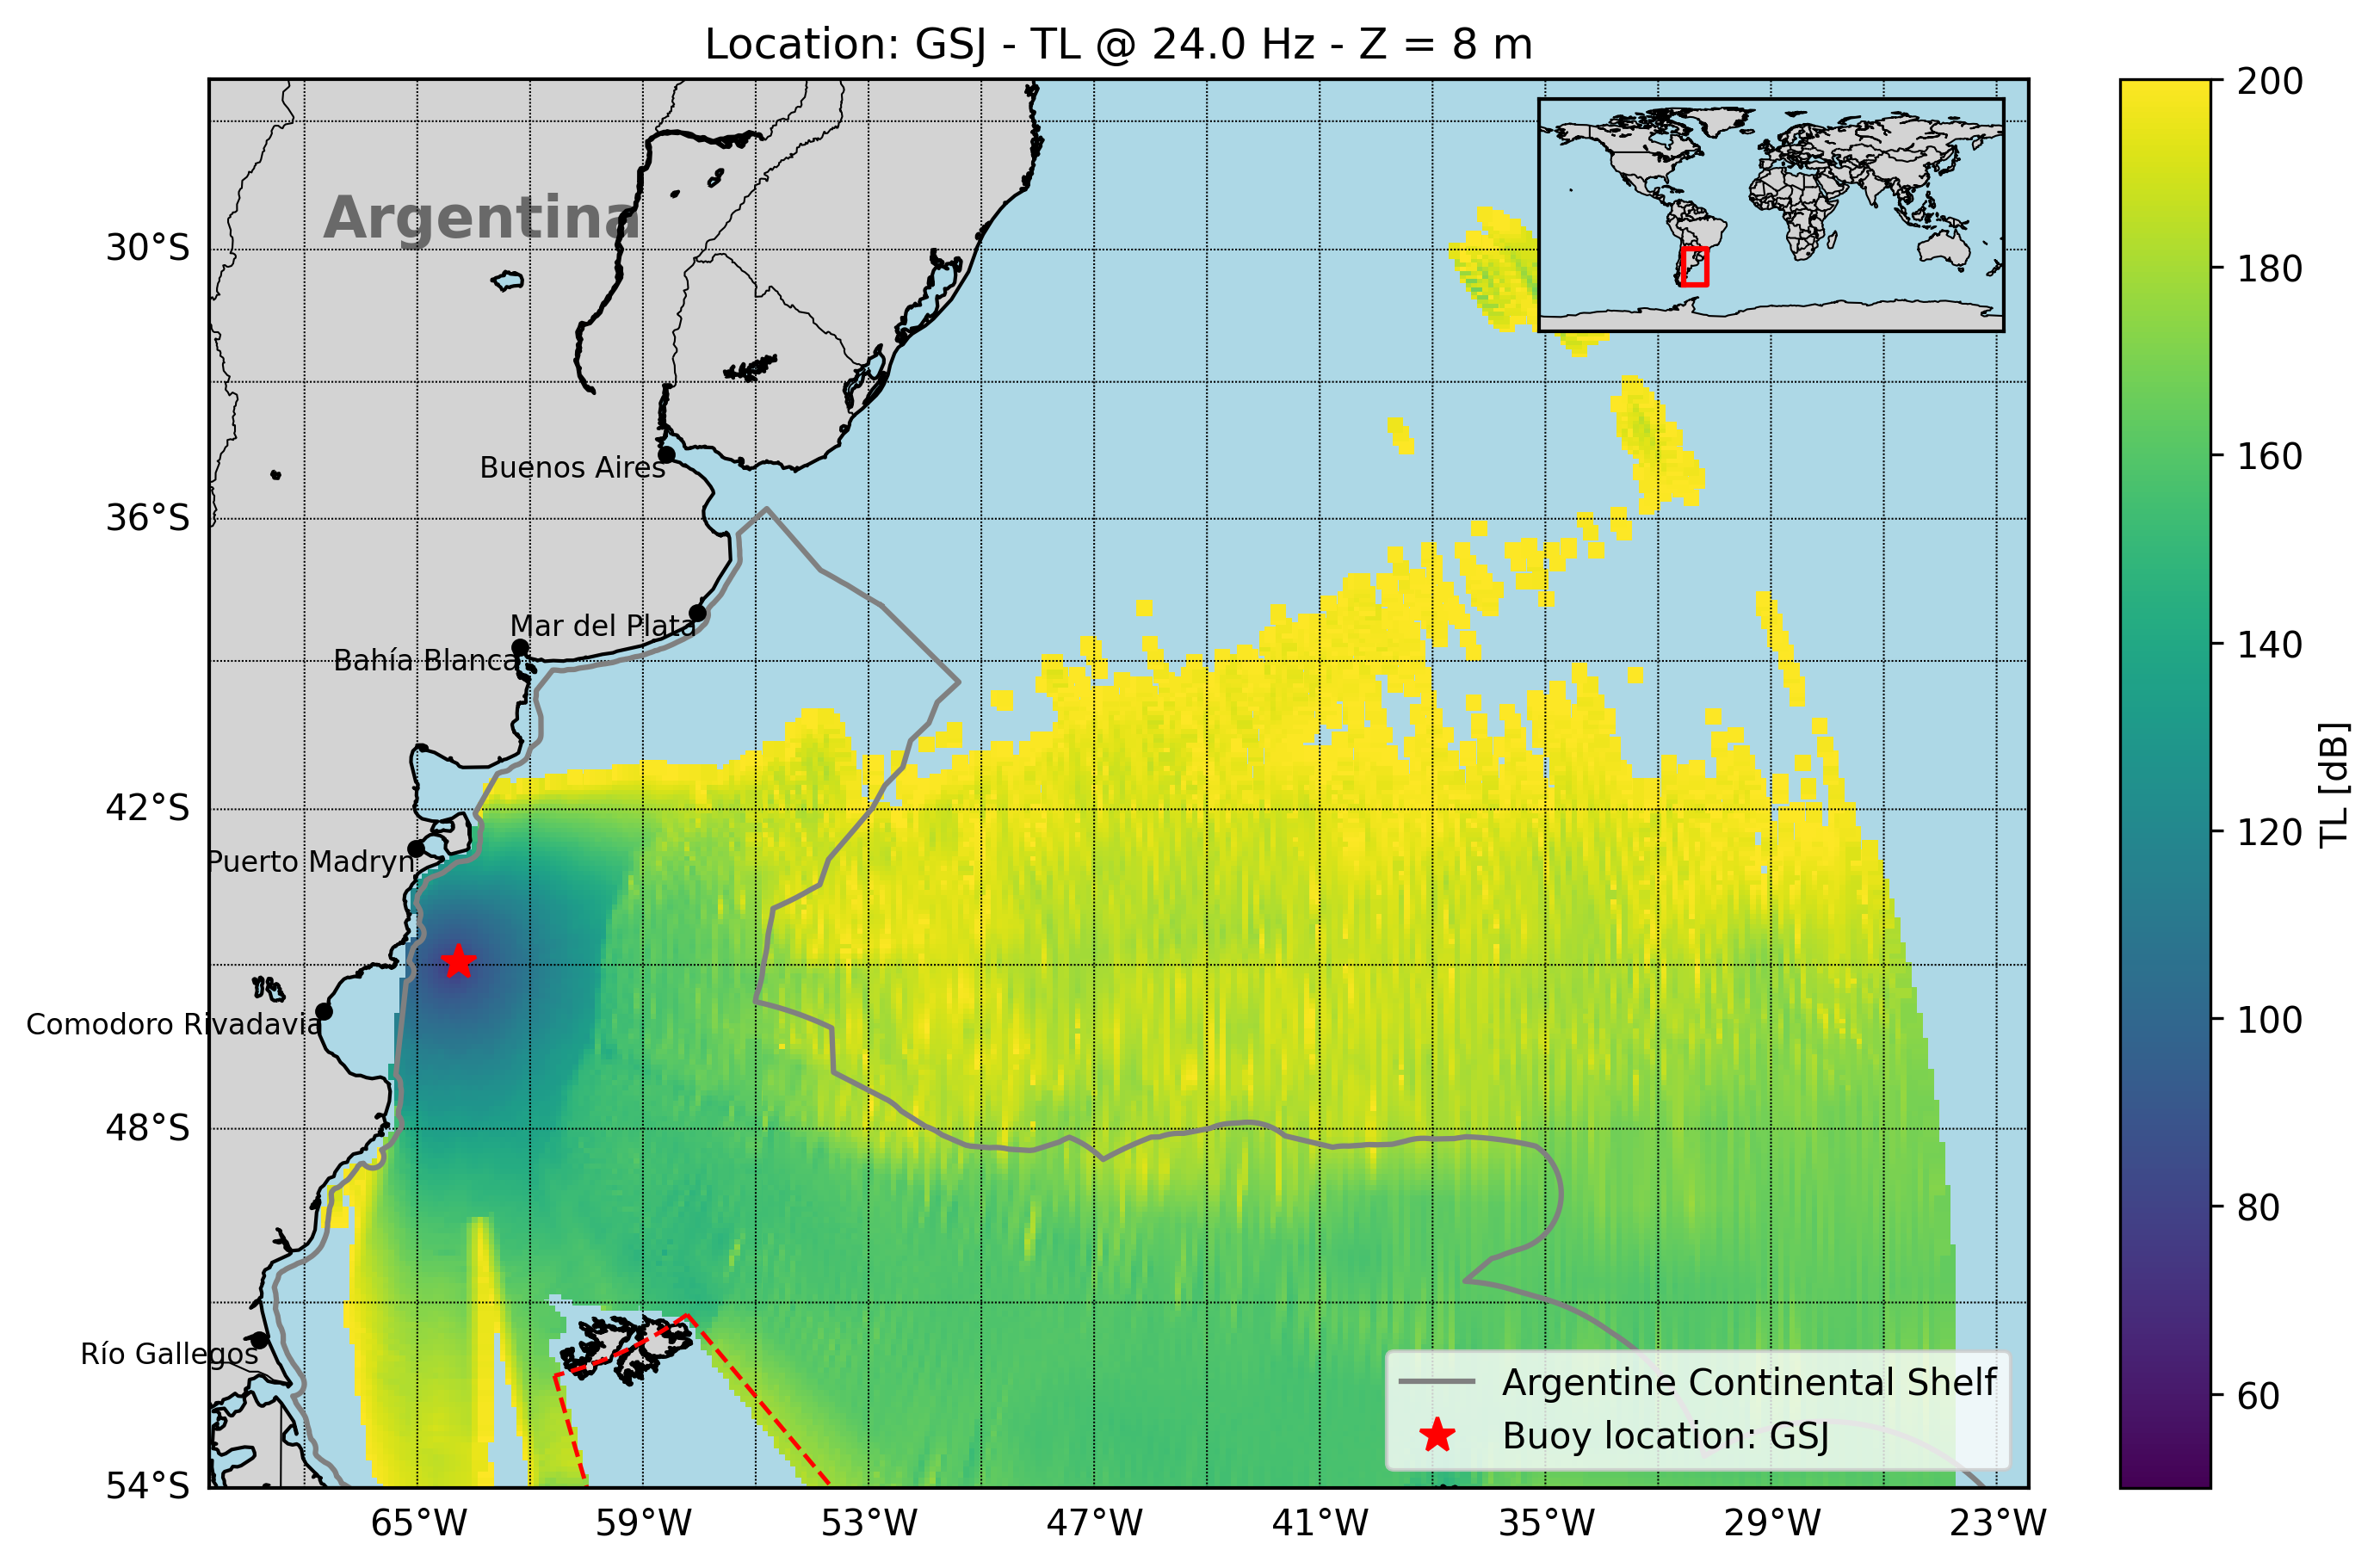 Location: GSJ - TL @ 24.0 Hz - Z = 8 m
Argentina
30°S
36°S
42°S
48°S
54°S
Buenos Aires
Mar del Plata
Bahía Blanca
Puerto Madryn
Comodoro Rivadavia
Río Gallegos
65°W
59°W
53°W
47°W
41°W
35°W
29°W
23°W
Argentine Continental Shelf
Buoy location: GSJ
200
180
160
140
120
100
80
60
TL [dB]